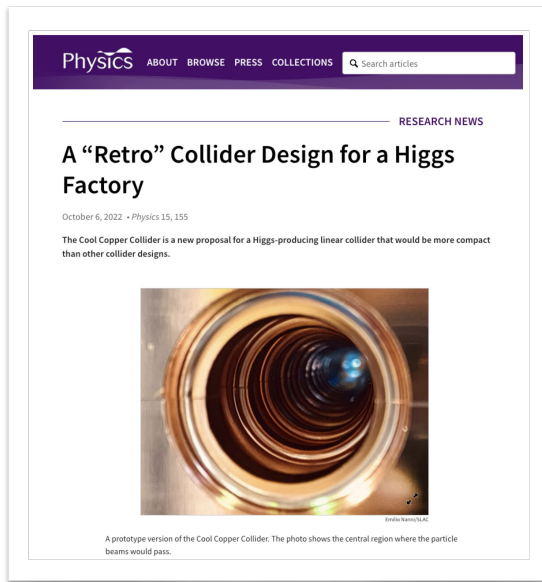 Physics ABOUT BROWSE PRESS COLLECTIONS Search articles
RESEARCH NEWS
A “Retro” Collider Design for a Higgs
Factory
October 6, 2022 • Physics 15, 155
The Cool Copper Collider is a new proposal for a Higgs-producing linear collider that would be more compact
than other collider designs.
Emilio Nanni/SLAC
A prototype version of the Cool Copper Collider. The photo shows the central region where the particle
beams would pass.